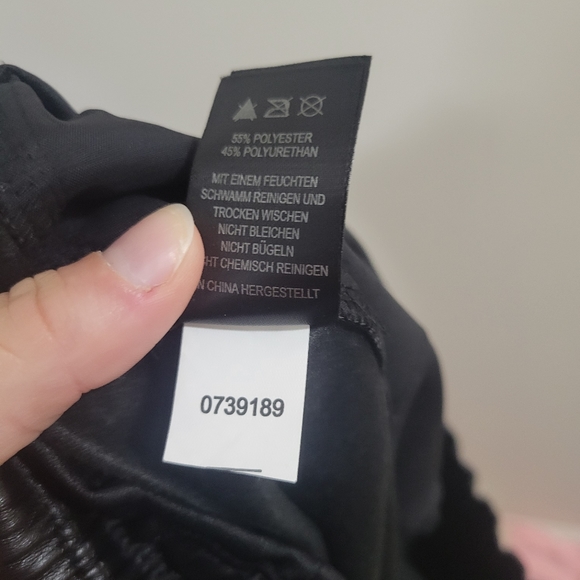 55% POLYESTER
45% POLYURETHAN
MIT EINEM FEUCHTEN
SCHWAMM REINIGEN UND
TROCKEN WISCHEN
NICHT BLEICHEN
NICHT BÜGELN
CHEMISCH REINIGEN
CHINA HERGESTELLT
0739189